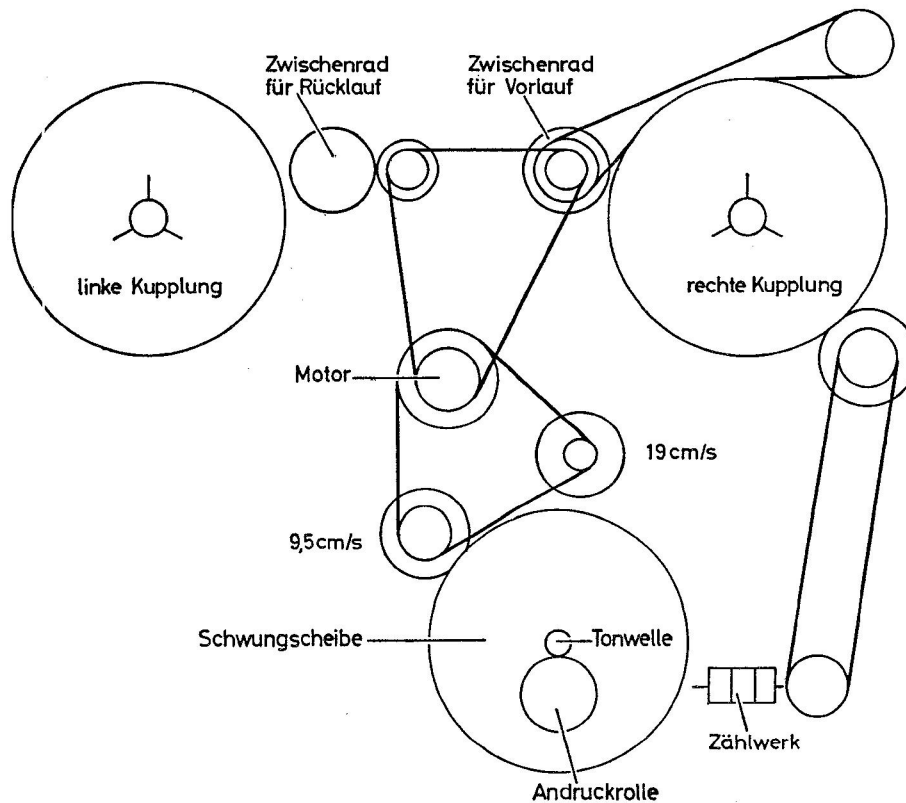 Zwischenrad
für Rücklauf
Zwischenrad
für Vorlauf
linke Kupplung
rechte Kupplung
Motor
19 cm/s
9,5 cm/s
Schwungscheibe
Tonwelle
Zählwerk
Andruckrolle